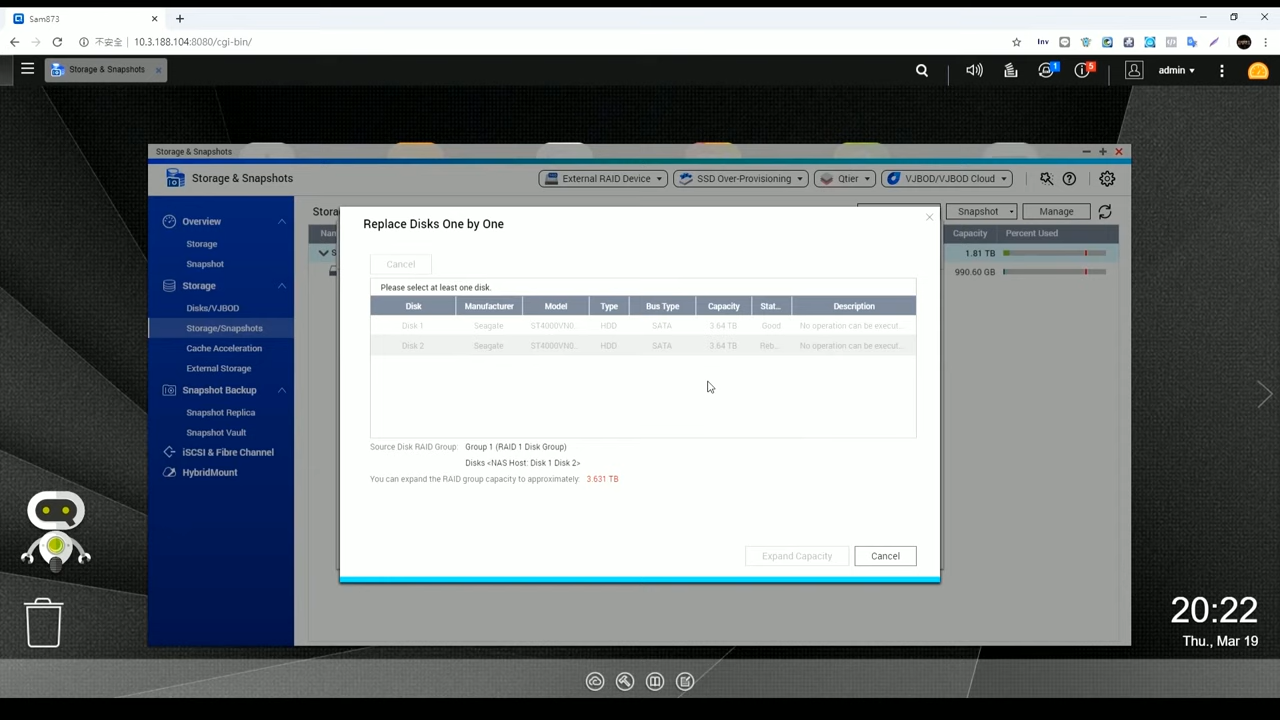 Sam873
不安全 10.3.188.104:8080/cgi-bin/
Inv
Storage & Snapshots
1
5
admin
Storage & Snapshots
Storage & Snapshots
External RAID Device
SSD Over-Provisioning
Qtier
VJBOD/VJBOD Cloud
Overview
Storage
Snapshot
Storage
Disks/VJBOD
Storage/Snapshots
Cache Acceleration
External Storage
Snapshot Backup
Snapshot Replica
Snapshot Vault
iSCSI & Fibre Channel
HybridMount
Snapshot
Manage
Capacity Percent Used
1.81 TB
990.60 GB
Replace Disks One by One
Cancel
Please select at least one disk.
Disk Manufacturer Model Type Bus Type Capacity Stat... Description
Disk 1 Seagate ST4000VN0.. HDD SATA 3.64 TB Good No operation can be execut...
Disk 2 Seagate ST4000VN0.. HDD SATA 3.64 TB Reb... No operation can be execut...
Source Disk RAID Group: Group 1 (RAID 1 Disk Group)
Disks <NAS Host: Disk 1 Disk 2>
You can expand the RAID group capacity to approximately 3.631 TB
Expand Capacity
Cancel
20:22
Thu., Mar 19